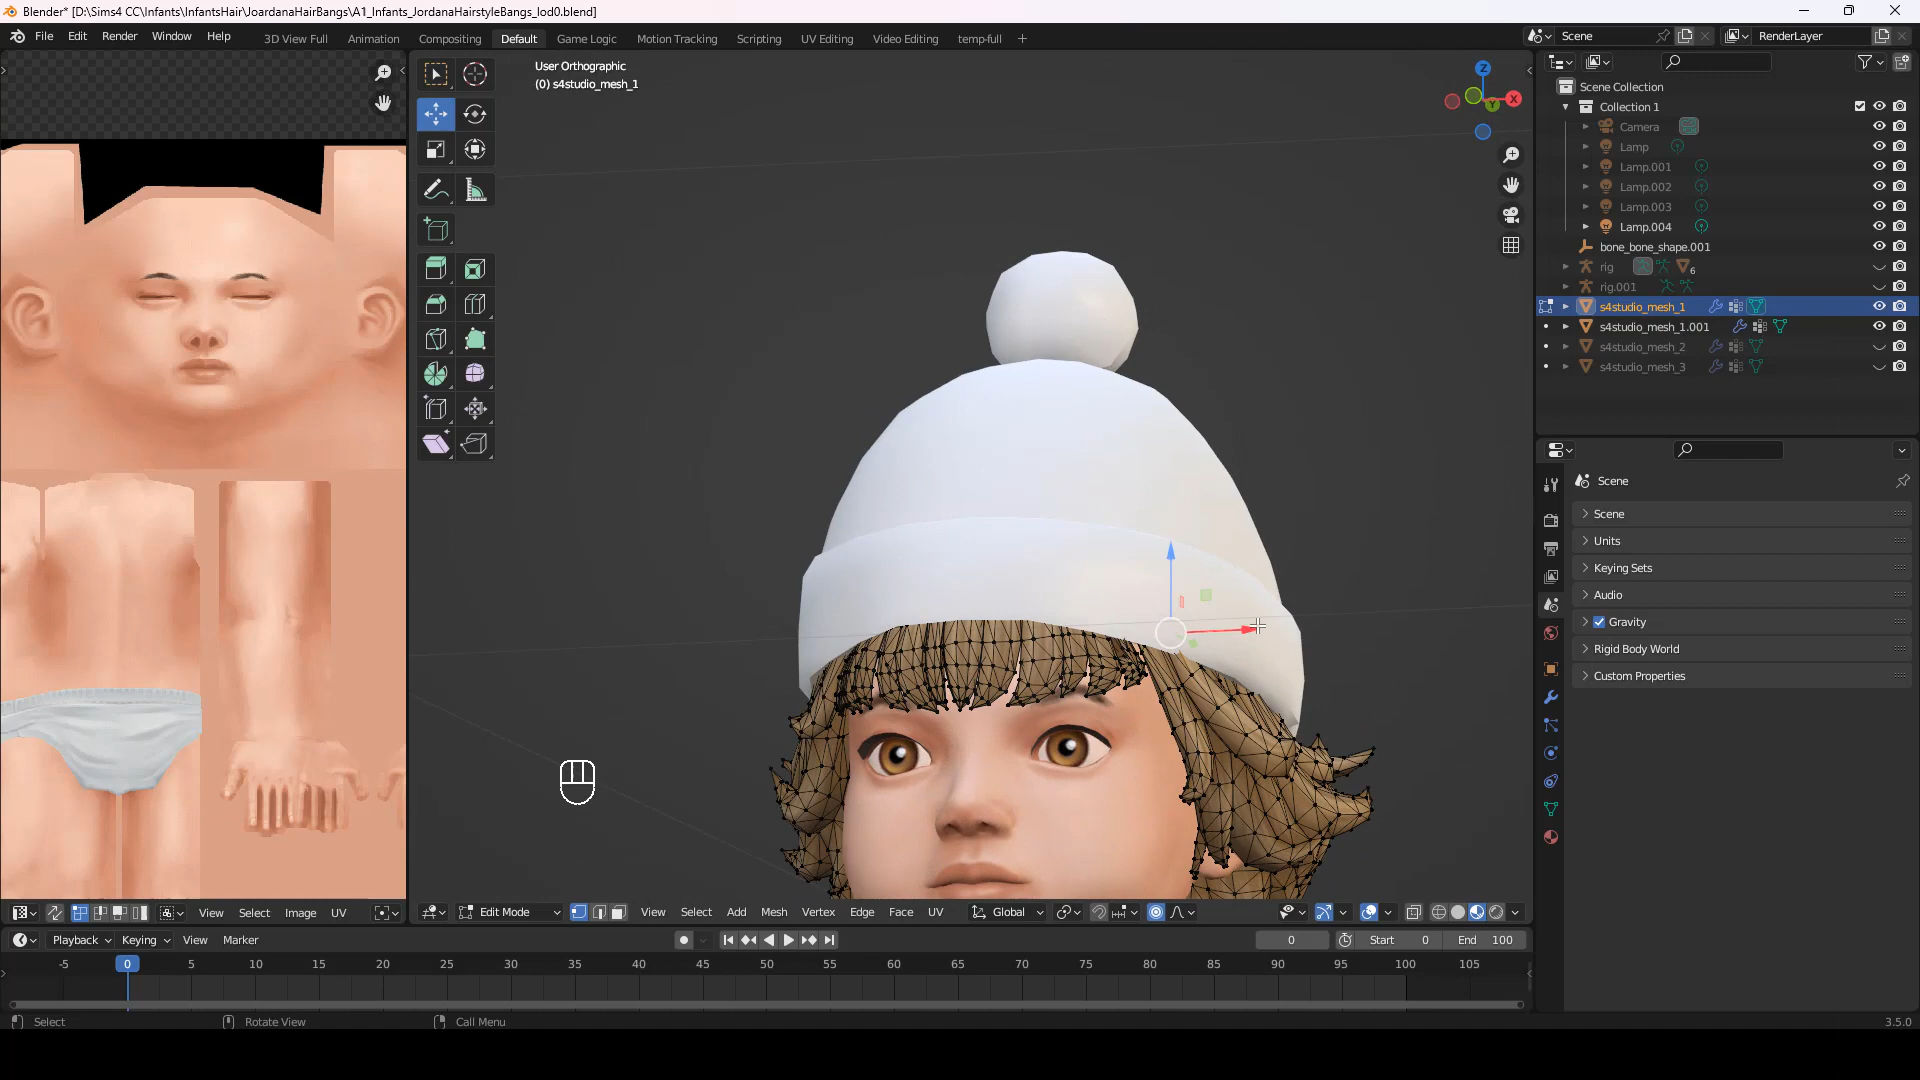 Blender* [D:\Sims4 CC\Infants\InfantsHair\JoardanaHairBangs\A1_Infants_JordanaHairstyleBangs_lod0.blend]
File Edit Render Window Help 3D View Full Animation Compositing Default Game Logic Motion Tracking Scripting UV Editing Video Editing temp-full + Scene RenderLayer
User Orthographic
(0) s4studio_mesh_1
Z
X
Y
Scene Collection
Collection 1
Camera
Lamp
Lamp.001
Lamp.002
Lamp.003
Lamp.004
bone_bone_shape.001
rig 6
rig.001
s4studio_mesh_1
s4studio_mesh_1.001
s4studio_mesh_2
s4studio_mesh_3
Scene
Scene
Units
Keying Sets
Audio
Gravity
Rigid Body World
Custom Properties
View Select Image UV Edit Mode View Select Add Mesh Vertex Edge Face UV Global
Playback Keying View Marker 0 Start 0 End 100
-5 0 5 10 15 20 25 30 35 40 45 50 55 60 65 70 75 80 85 90 95 100 105
Select Rotate View Call Menu 3.5.0